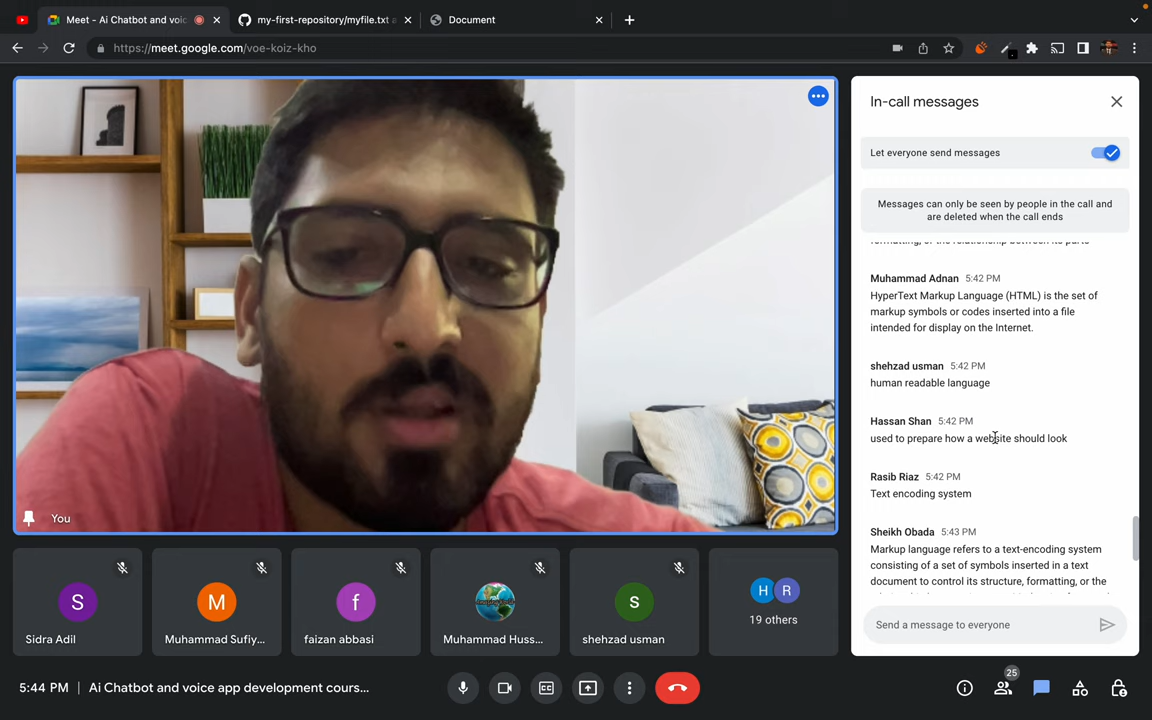 Meet - Ai Chatbot and voic
my-first-repository/myfile.txt a
Document
https://meet.google.com/voe-koiz-kho
You
Sidra Adil
Muhammad Sufiy...
faizan abbasi
Muhammad Huss...
shehzad usman
19 others
S
M
f
S
H
R
In-call messages
Let everyone send messages
Messages can only be seen by people in the call and
are deleted when the call ends
formatting, or the relationship between its parts
Muhammad Adnan 5:42 PM
HyperText Markup Language (HTML) is the set of
markup symbols or codes inserted into a file
intended for display on the Internet.
shehzad usman 5:42 PM
human readable language
Hassan Shan 5:42 PM
used to prepare how a website should look
Rasib Riaz 5:42 PM
Text encoding system
Sheikh Obada 5:43 PM
Markup language refers to a text-encoding system
consisting of a set of symbols inserted in a text
document to control its structure, formatting, or the
Send a message to everyone
5:44 PM | Ai Chatbot and voice app development cours...
CC
25